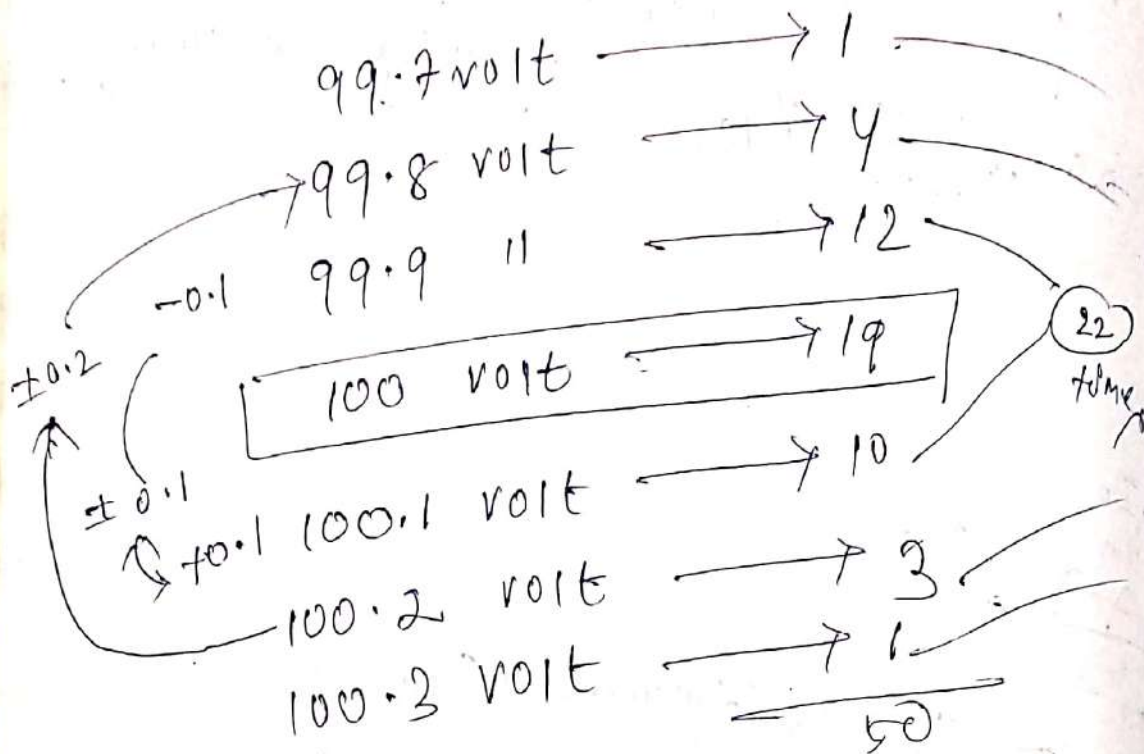 99.7 volt → 1
99.8 volt → 4
-0.1 99.9 " → 12
±0.2
22
100 volt → 19
time
±0.1
+0.1 100.1 volt → 10
100.2 volt → 3
100.3 volt → 1
50